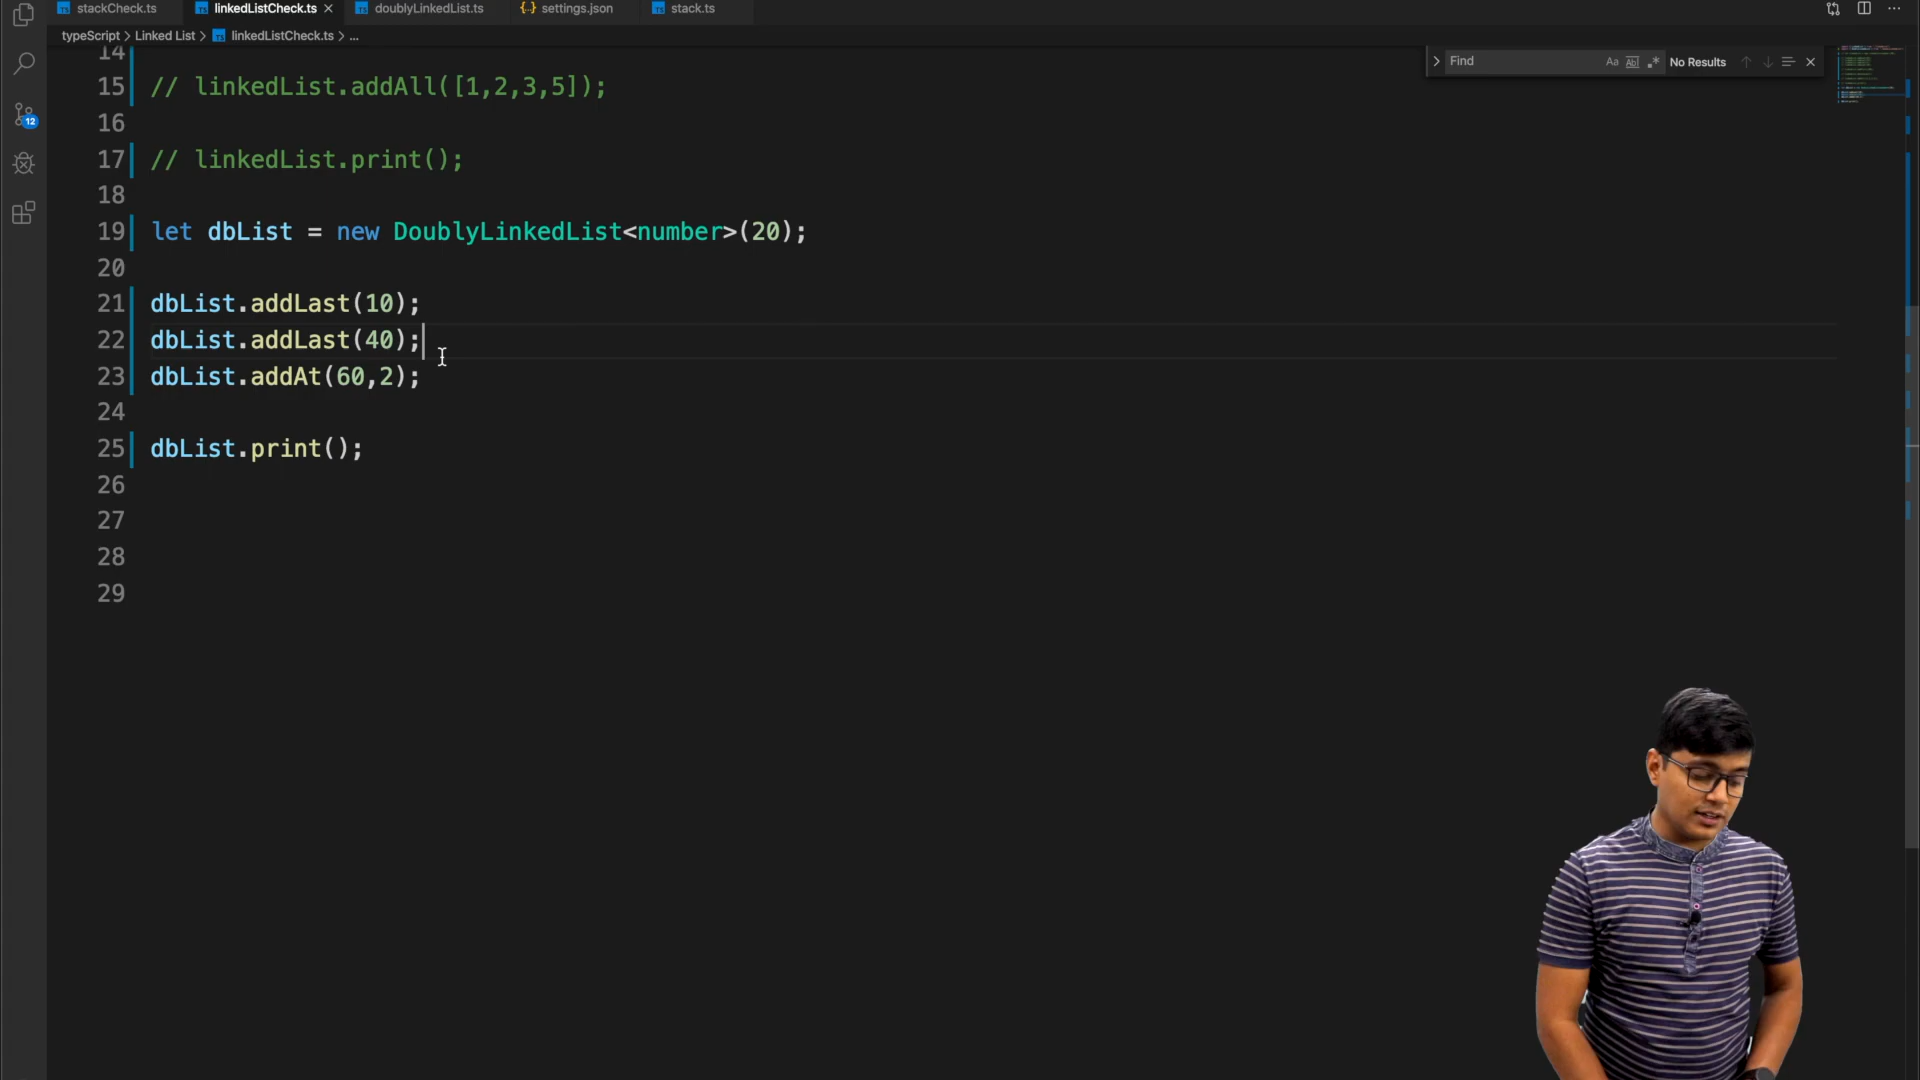 stackCheck.ts linkedListCheck.ts doublyLinkedList.ts settings.json stack.ts
typeScript > Linked List > linkedListCheck.ts > ...
Find Aa Abl No Results
12
14
15 // linkedList.addAll([1,2,3,5]);
16
17 // linkedList.print();
18
19 let dbList = new DoublyLinkedList<number>(20);
20
21 dbList.addLast(10);
22 dbList.addLast(40);
23 dbList.addAt(60,2);
24
25 dbList.print();
26
27
28
29